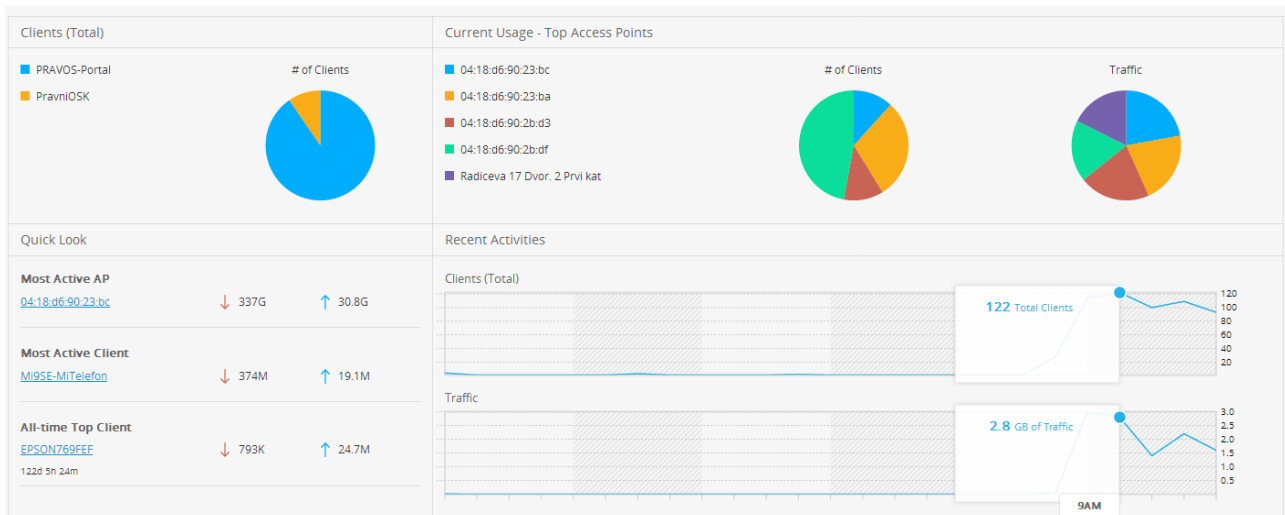 Clients (Total)
PRAVOS-Portal
PravniOSK
# of Clients
Current Usage - Top Access Points
04:18:d6:90:23:bc
04:18:d6:90:23:ba
04:18:d6:90:2b:d3
04:18:d6:90:2b:df
Radiceva 17 Dvor. 2 Prvi kat
# of Clients
Traffic
Quick Look
Most Active AP
04:18:d6:90:23:bc ↓ 337G ↑ 30.8G
Most Active Client
Mi9SE-MiTelefon ↓ 374M ↑ 19.1M
All-time Top Client
EPSON769FEF ↓ 793K ↑ 24.7M
122d 5h 24m
Recent Activities
Clients (Total)
122 Total Clients
120
100
80
60
40
20
Traffic
2.8 GB of Traffic
3.0
2.5
2.0
1.5
1.0
0.5
9AM